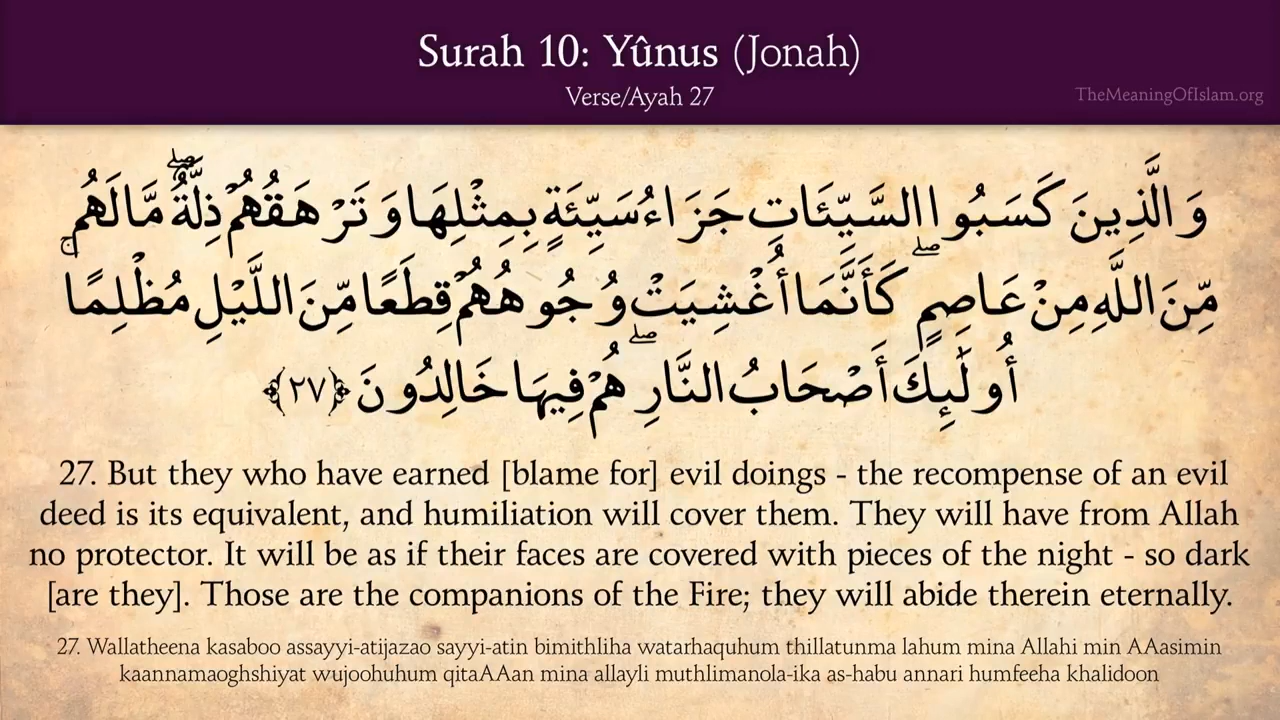 Surah 10: Yûnus (Jonah)
Verse/Ayah 27
TheMeaningOfIslam.org
وَالَّذِينَ كَسَبُوا السَّيِّئَاتِ جَزَاءُ سَيِّئَةٍ بِمِثْلِهَا وَتَرْهَقُهُمْ ذِلَّةٌ ۖ مَّا لَهُم
مِّنَ اللَّهِ مِنْ عَاصِمٍ ۖ كَأَنَّمَا أُغْشِيَتْ وُجُوهُهُمْ قِطَعًا مِّنَ اللَّيْلِ مُظْلِمًا ۚ
أُولَٰئِكَ أَصْحَابُ النَّارِ ۖ هُمْ فِيهَا خَالِدُونَ ﴿٢٧﴾
27. But they who have earned [blame for] evil doings - the recompense of an evil
deed is its equivalent, and humiliation will cover them. They will have from Allah
no protector. It will be as if their faces are covered with pieces of the night - so dark
[are they]. Those are the companions of the Fire; they will abide therein eternally.
27. Wallatheena kasaboo assayyi-atijazao sayyi-atin bimithliha watarhaquhum thillatunma lahum mina Allahi min AAasimin
kaannamaoghshiyat wujoohuhum qitaAAan mina allayli muthlimanola-ika as-habu annari humfeeha khalidoon